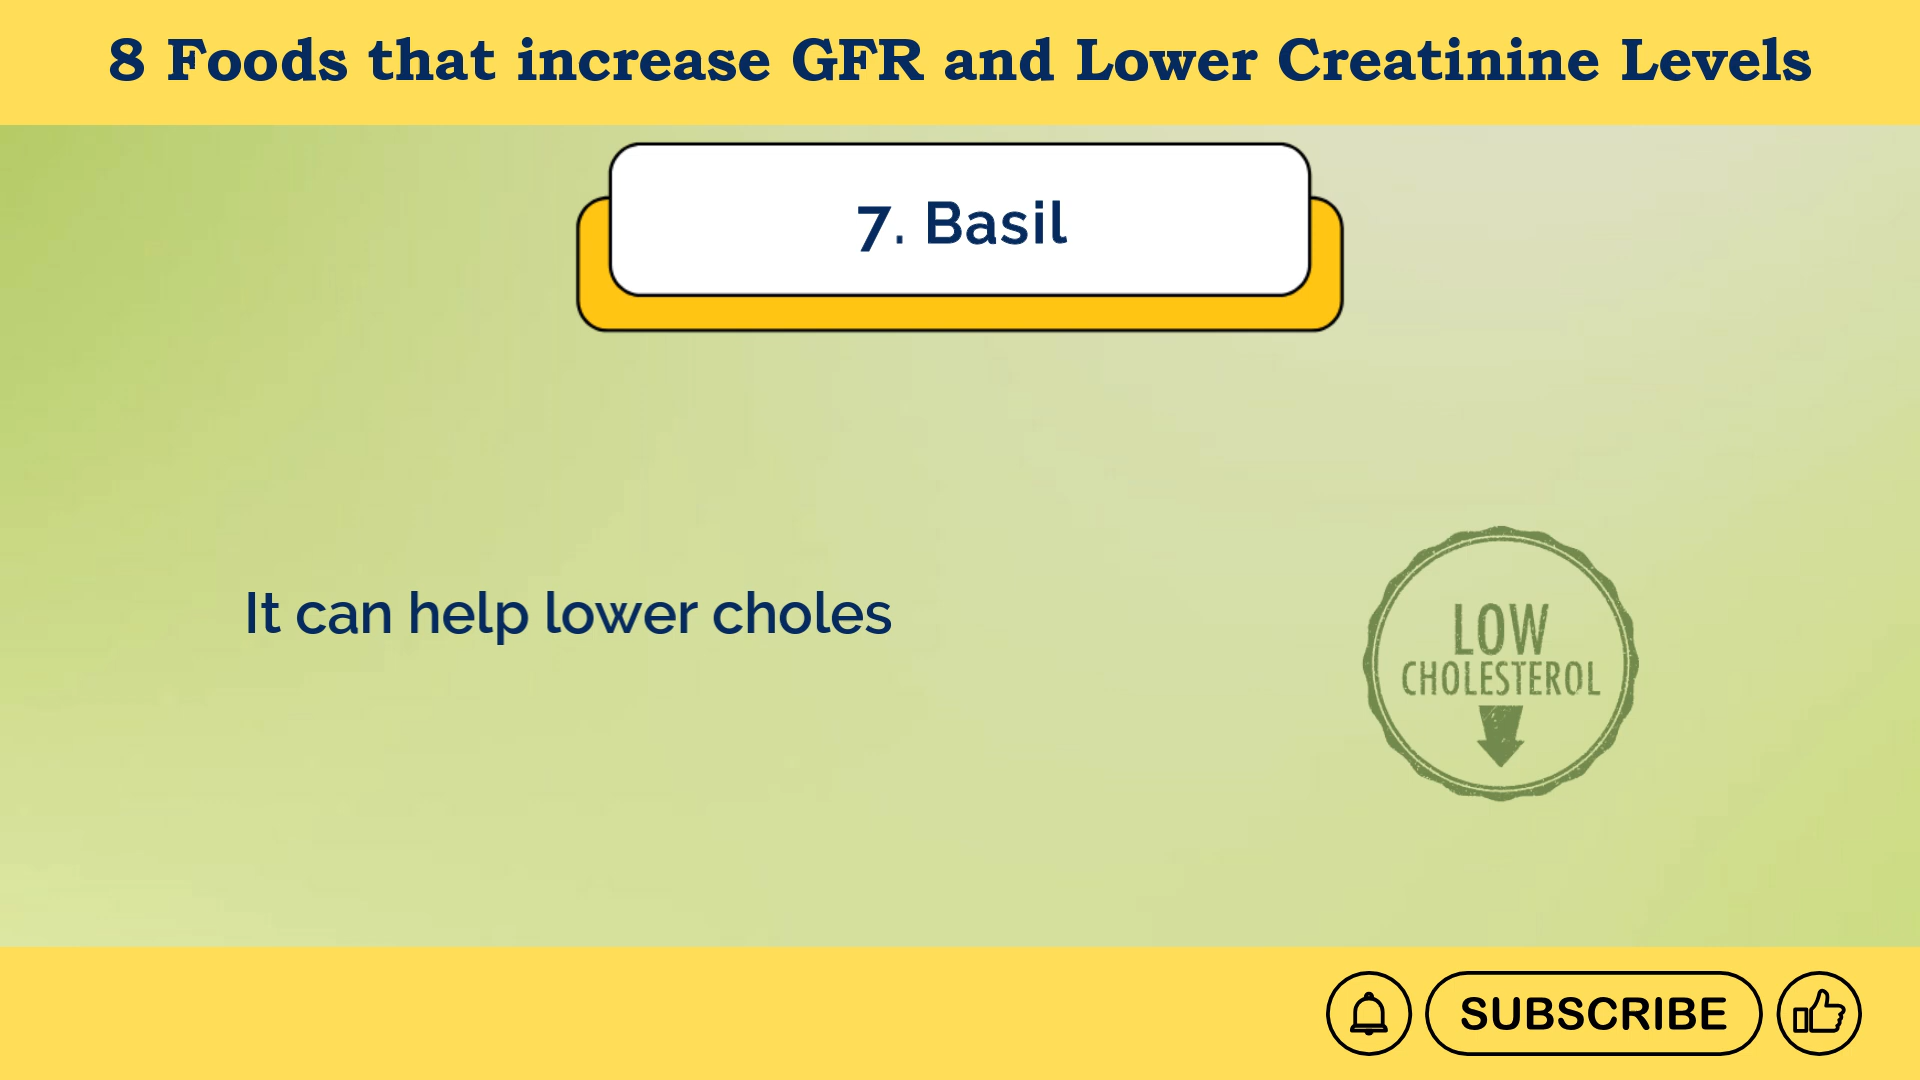 8 Foods that increase GFR and Lower Creatinine Levels
7. Basil
It can help lower choles
LOW
CHOLESTEROL
SUBSCRIBE